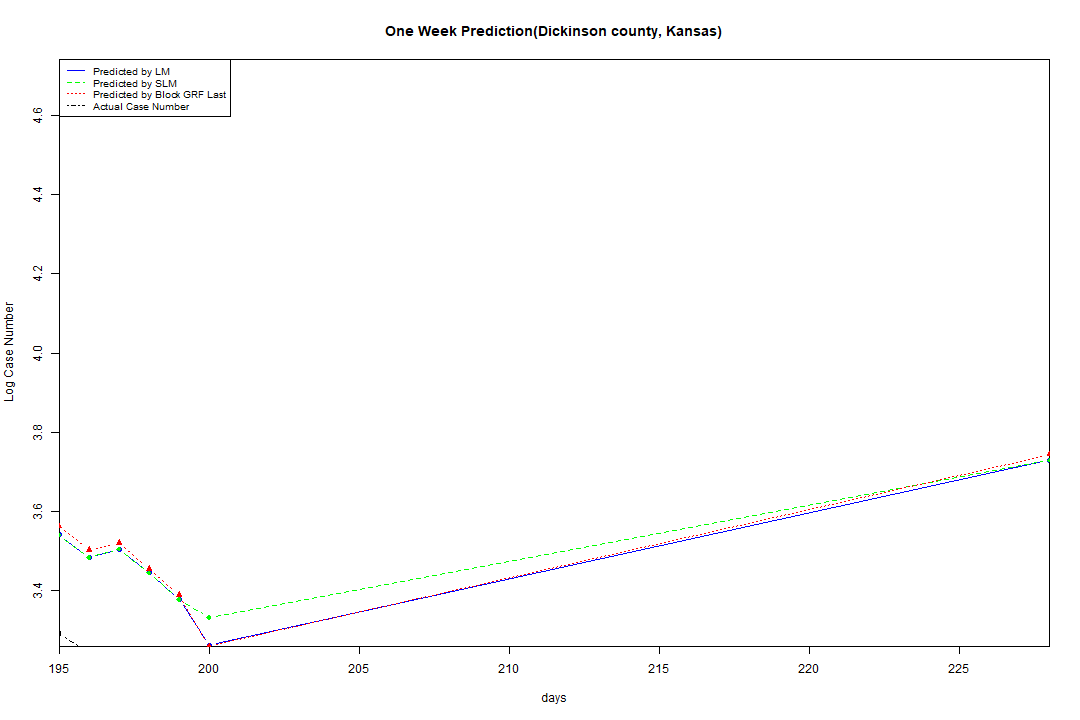 One Week Prediction(Dickinson county, Kansas)
Predicted by LM
Predicted by SLM
Predicted by Block GRF Last
Actual Case Number
4.6
4.4
4.2
4.0
3.8
3.6
3.4
Log Case Number
195 200 205 210 215 220 225
days